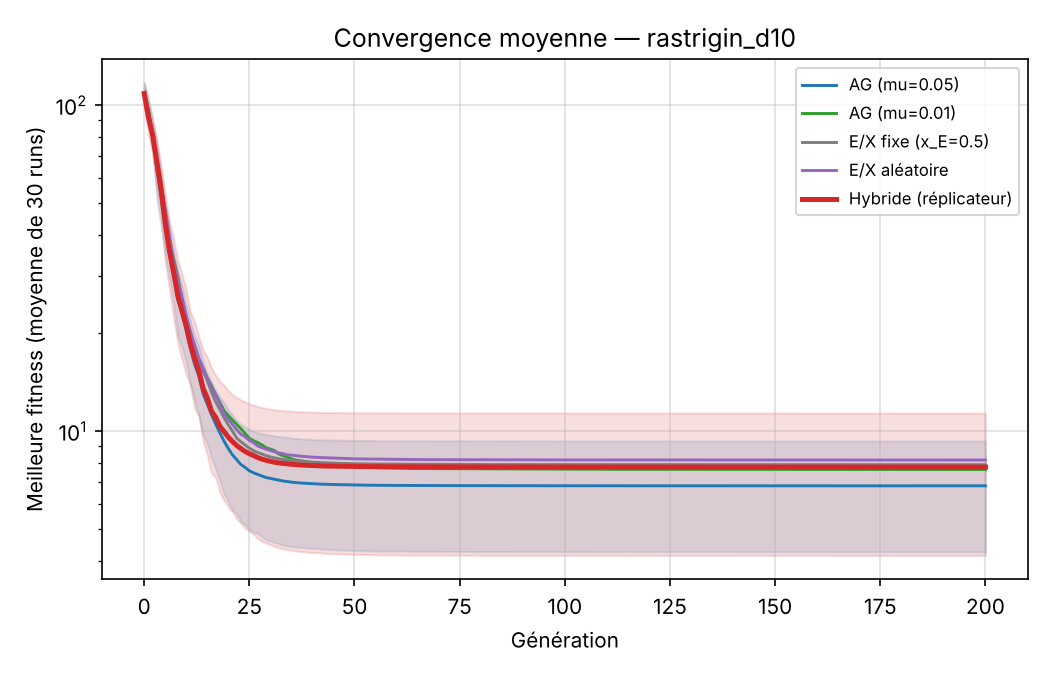 Convergence moyenne — rastrigin_d10
AG (mu=0.05)
AG (mu=0.01)
E/X fixe (x_E=0.5)
E/X aléatoire
Hybride (réplicateur)
Meilleure fitness (moyenne de 30 runs)
10²
10¹
0 25 50 75 100 125 150 175 200
Génération